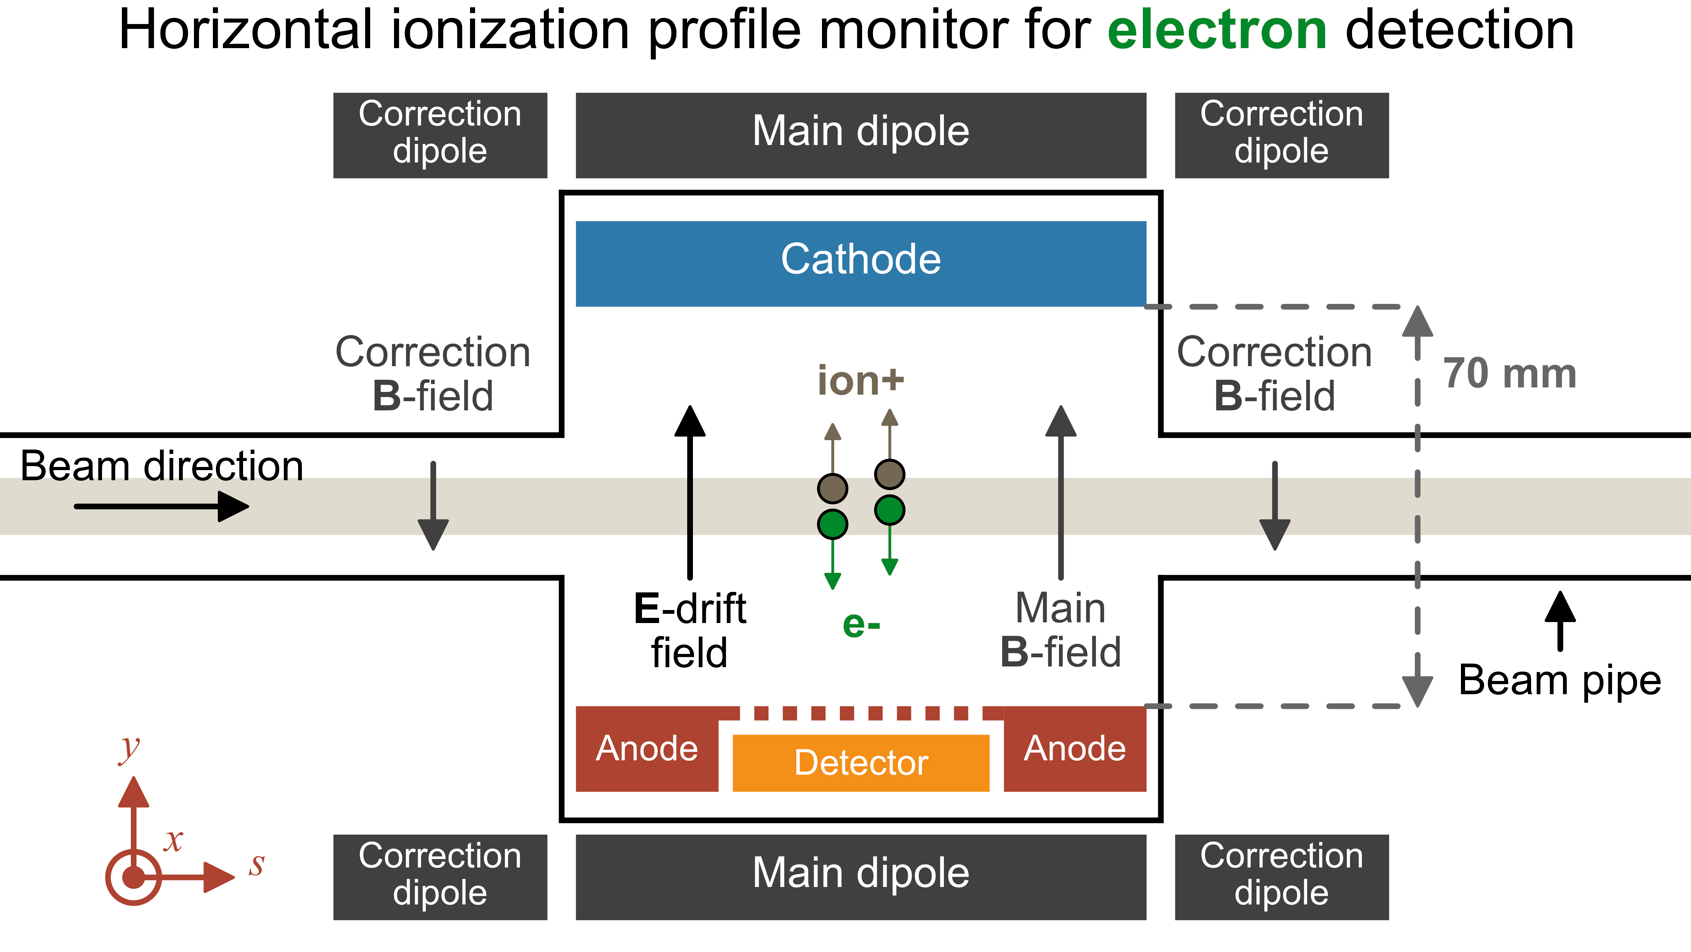 Horizontal ionization profile monitor for electron detection
Correction
dipole
Main dipole
Correction
dipole
Cathode
Correction
B-field
ion+
Correction
B-field
70 mm
Beam direction
E-drift
field
e-
Main
B-field
Beam pipe
Anode
Detector
Anode
y
x
s
Correction
dipole
Main dipole
Correction
dipole